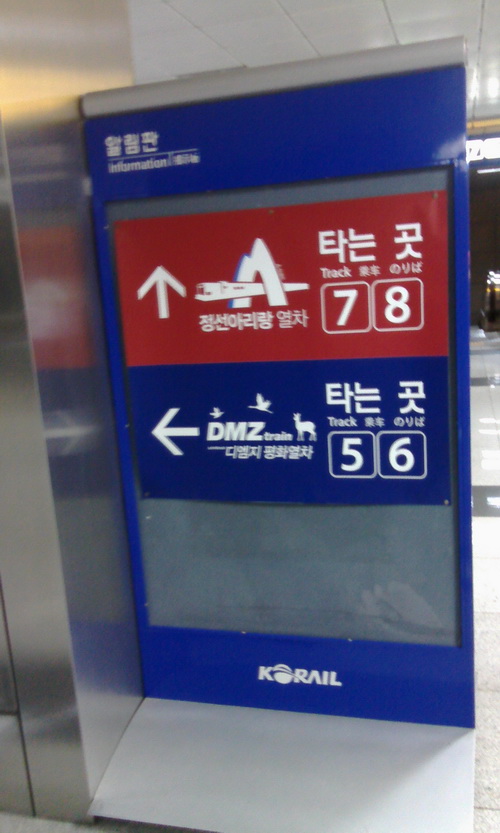 알림판
information
타는 곳
Track 乘车 のりば
7 8
정선아리랑 열차
타는 곳
Track 乘车 のりば
5 6
DMZ train
디엠지 평화열차
KORAIL